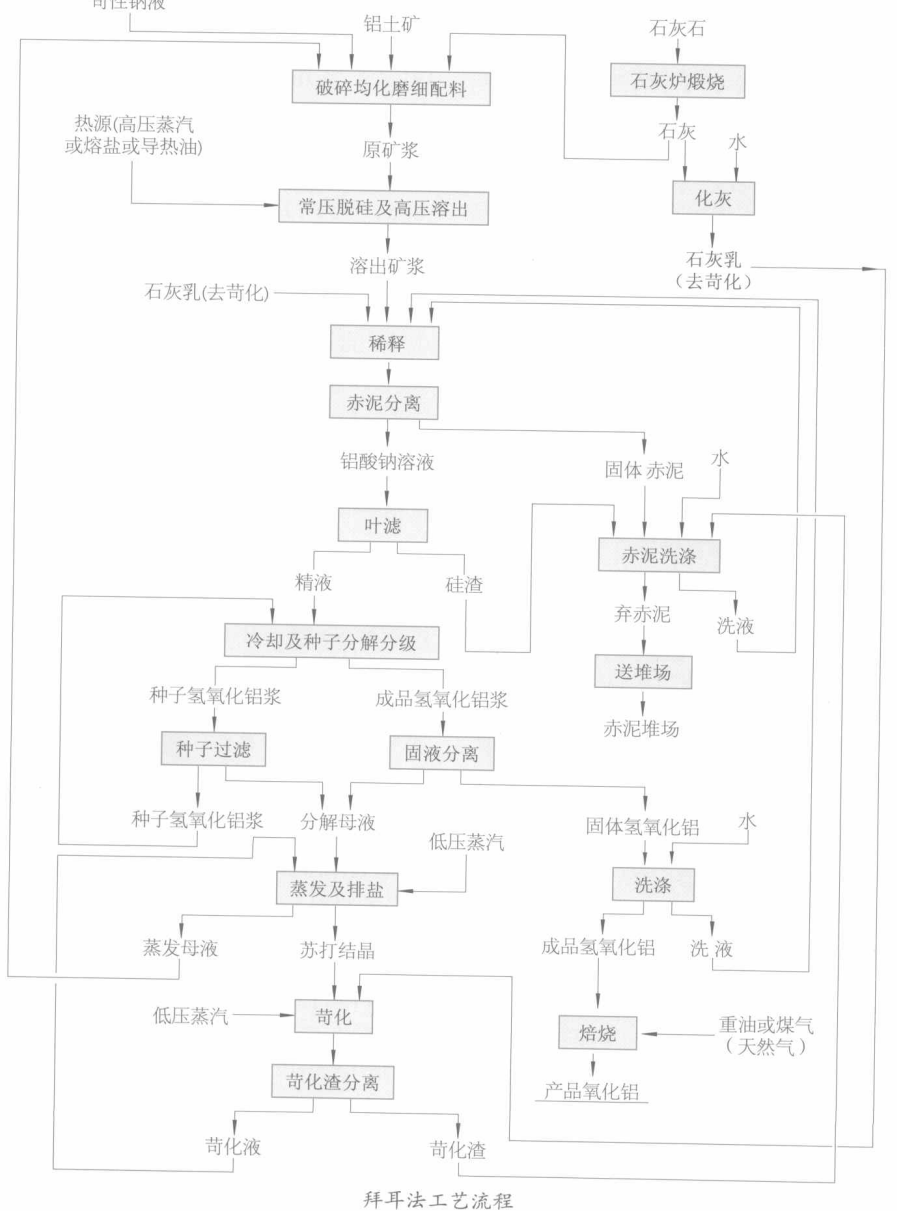 苛性钠液
铝土矿
石灰石
破碎均化磨细配料
石灰炉煅烧
热源(高压蒸汽
或熔盐或导热油)
原矿浆
石灰
水
常压脱硅及高压溶出
化灰
溶出矿浆
石灰乳
（去苛化）
石灰乳(去苛化)
稀释
赤泥分离
铝酸钠溶液
固体 赤泥
水
叶滤
赤泥洗涤
精液
硅渣
弃赤泥
洗液
冷却及种子分解分级
送堆场
种子氢氧化铝浆
成品氢氧化铝浆
赤泥堆场
种子过滤
固液分离
种子氢氧化铝浆
分解母液
固体氢氧化铝
水
低压蒸汽
蒸发及排盐
洗涤
蒸发母液
苏打结晶
成品氢氧化铝
洗 液
低压蒸汽
苛化
焙烧
重油或煤气
（天然气）
苛化渣分离
产品氧化铝
苛化液
苛化渣
拜耳法工艺流程